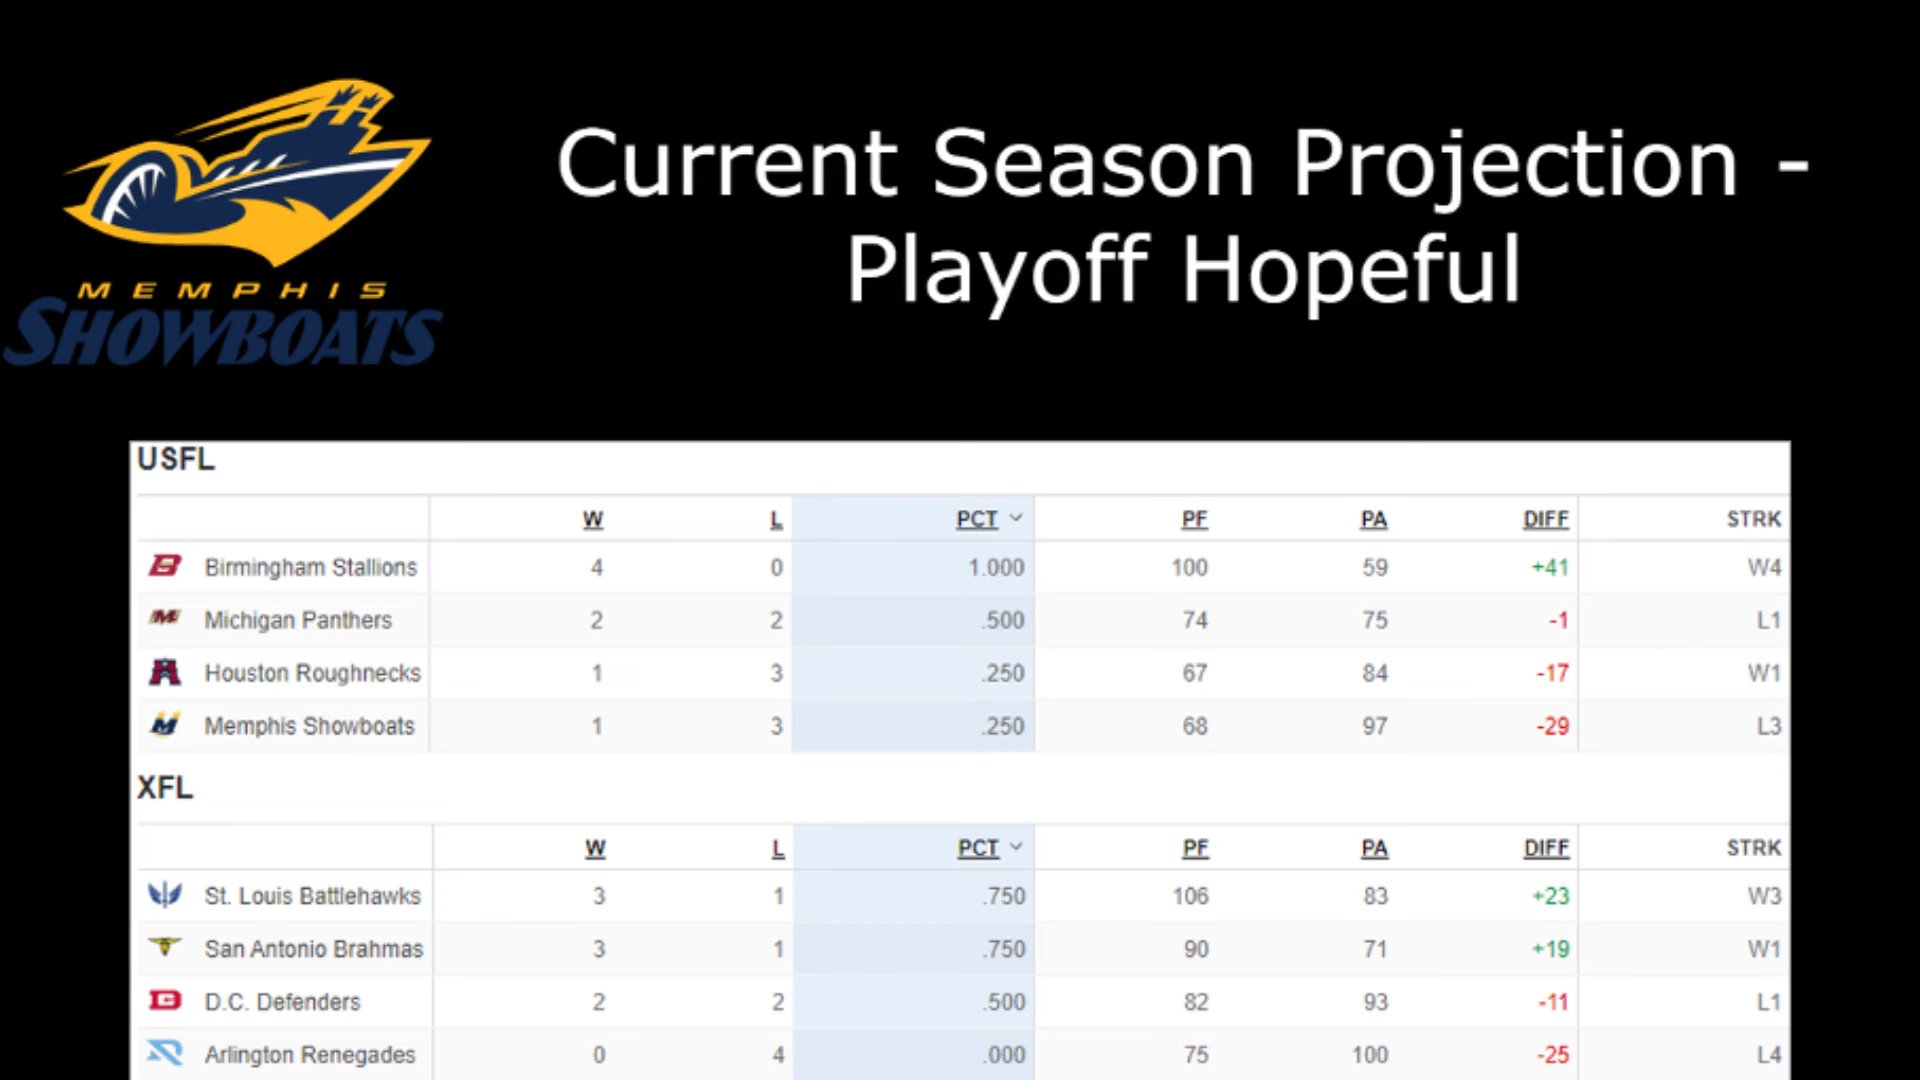 MEMPHIS
SHOWBOATS
Current Season Projection -
Playoff Hopeful
USFL
W L PCT PF PA DIFF STRK
Birmingham Stallions 4 0 1.000 100 59 +41 W4
Michigan Panthers 2 2 .500 74 75 -1 L1
Houston Roughnecks 1 3 .250 67 84 -17 W1
Memphis Showboats 1 3 .250 68 97 -29 L3
XFL
W L PCT PF PA DIFF STRK
St. Louis Battlehawks 3 1 .750 106 83 +23 W3
San Antonio Brahmas 3 1 .750 90 71 +19 W1
D.C. Defenders 2 2 .500 82 93 -11 L1
Arlington Renegades 0 4 .000 75 100 -25 L4